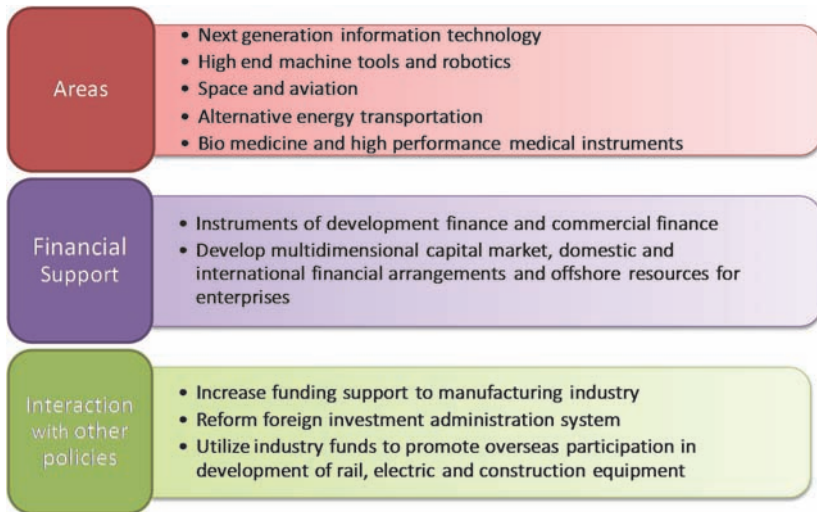 Areas
• Next generation information technology
• High end machine tools and robotics
• Space and aviation
• Alternative energy transportation
• Bio medicine and high performance medical instruments
Financial
Support
• Instruments of development finance and commercial finance
• Develop multidimensional capital market, domestic and
international financial arrangements and offshore resources for
enterprises
Interaction
with other
policies
• Increase funding support to manufacturing industry
• Reform foreign investment administration system
• Utilize industry funds to promote overseas participation in
development of rail, electric and construction equipment